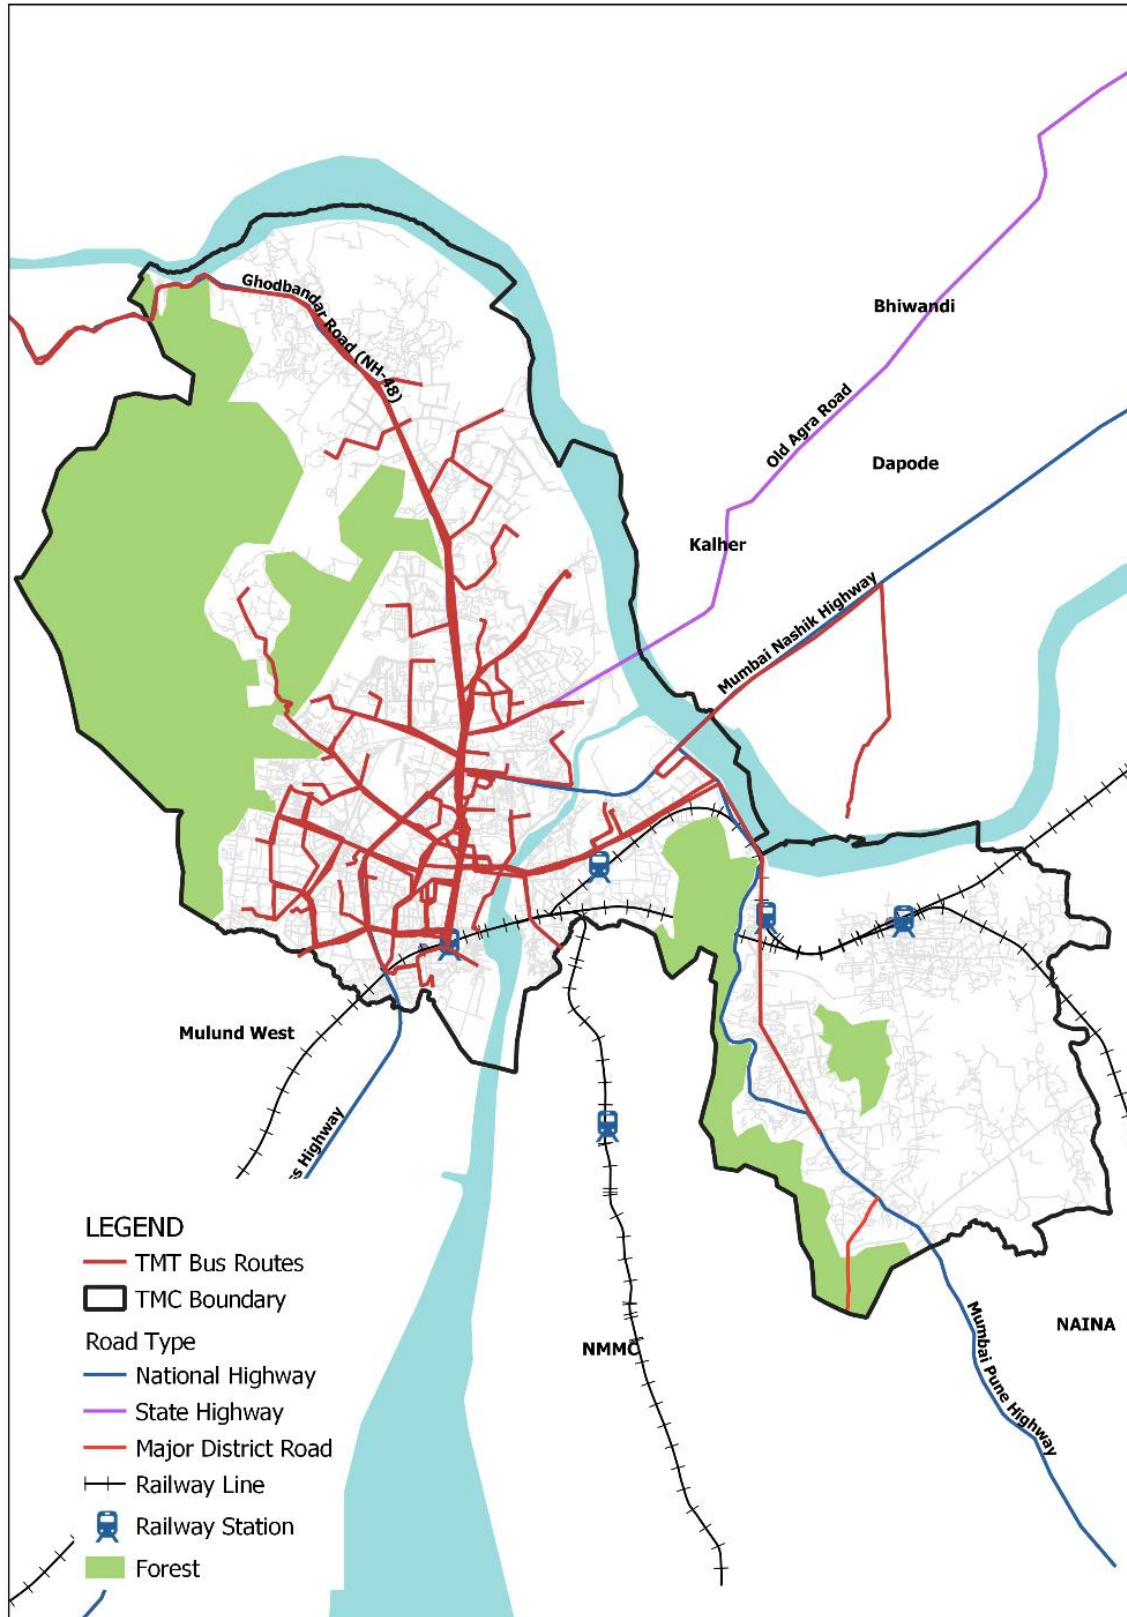 Ghodbandar Road (NH-48)
Bhiwandi
Old Agra Road
Dapode
Kalher
Mumbai Nashik Highway
Mulund West
ss Highway
NMMC
NAINA
Mumbai Pune Highway
LEGEND
TMT Bus Routes
TMC Boundary
Road Type
National Highway
State Highway
Major District Road
Railway Line
Railway Station
Forest